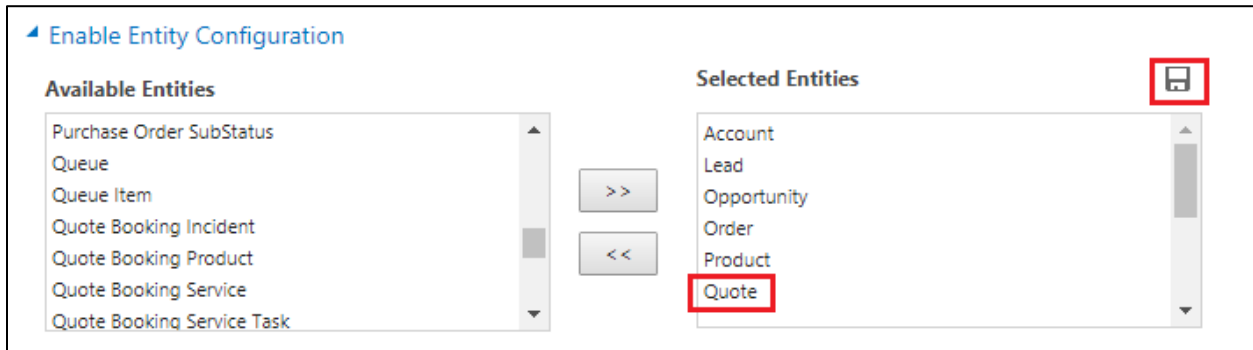 Enable Entity Configuration
Available Entities
Purchase Order SubStatus
Queue
Queue Item
Quote Booking Incident
Quote Booking Product
Quote Booking Service
Quote Booking Service Task
>>
<<
Selected Entities
Account
Lead
Opportunity
Order
Product
Quote